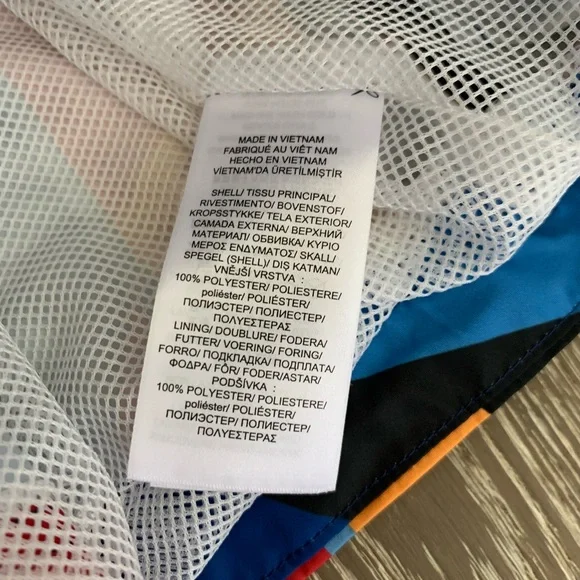 MADE IN VIETNAM
FABRIQUÉ AU VIÊT NAM
HECHO EN VIETNAM
VİETNAM'DA ÜRETİLMİŞTİR
SHELL/ TISSU PRINCIPAL/
RIVESTIMENTO/ BOVENSTOF/
KROPSSTYKKE/ TELA EXTERIOR/
CAMADA EXTERNA/ ВЕРХНИЙ
МАТЕРИАЛ/ ОБВИВКА/ ΚΥΡΙΟ
ΜΕΡΟΣ ΕΝΔΥΜΑΤΟΣ/ SKALL/
SPEGEL (SHELL)/ DIŞ KATMAN/
VNĚJŠÍ VRSTVA :
100% POLYESTER/ POLIESTERE/
poliéster/ POLIÉSTER/
ПОЛИЭСТЕР/ ПОЛИЕСТЕР/
ΠΟΛΥΕΣΤΕΡΑΣ
LINING/ DOUBLURE/ FODERA/
FUTTER/ VOERING/ FORING/
FORRO/ ПОДКЛАДКА/ ПОДПЛАТА/
ΦΟΔΡΑ/ FÔR/ FODER/ASTAR/
PODŠÍVKA :
100% POLYESTER/ POLIESTERE/
poliéster/ POLIÉSTER/
ПОЛИЭСТЕР/ ПОЛИЕСТЕР/
ΠΟΛΥΕΣΤΕΡΑΣ